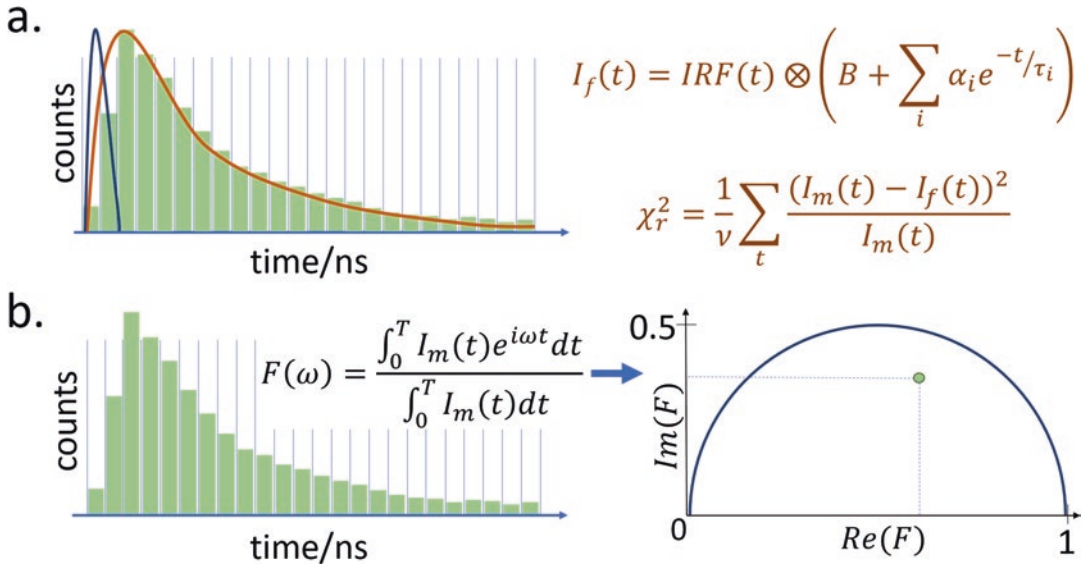 a.
counts
time/ns
I_f(t) = IRF(t) ⊗ (B + ∑_i α_i e^{-t/τ_i})
χ_r^2 = 1/ν ∑_t (I_m(t) − I_f(t))^2 / I_m(t)
b.
counts
time/ns
F(ω) = ∫_0^T I_m(t)e^{iωt}dt / ∫_0^T I_m(t)dt
0.5
Im(F)
0
Re(F)
1